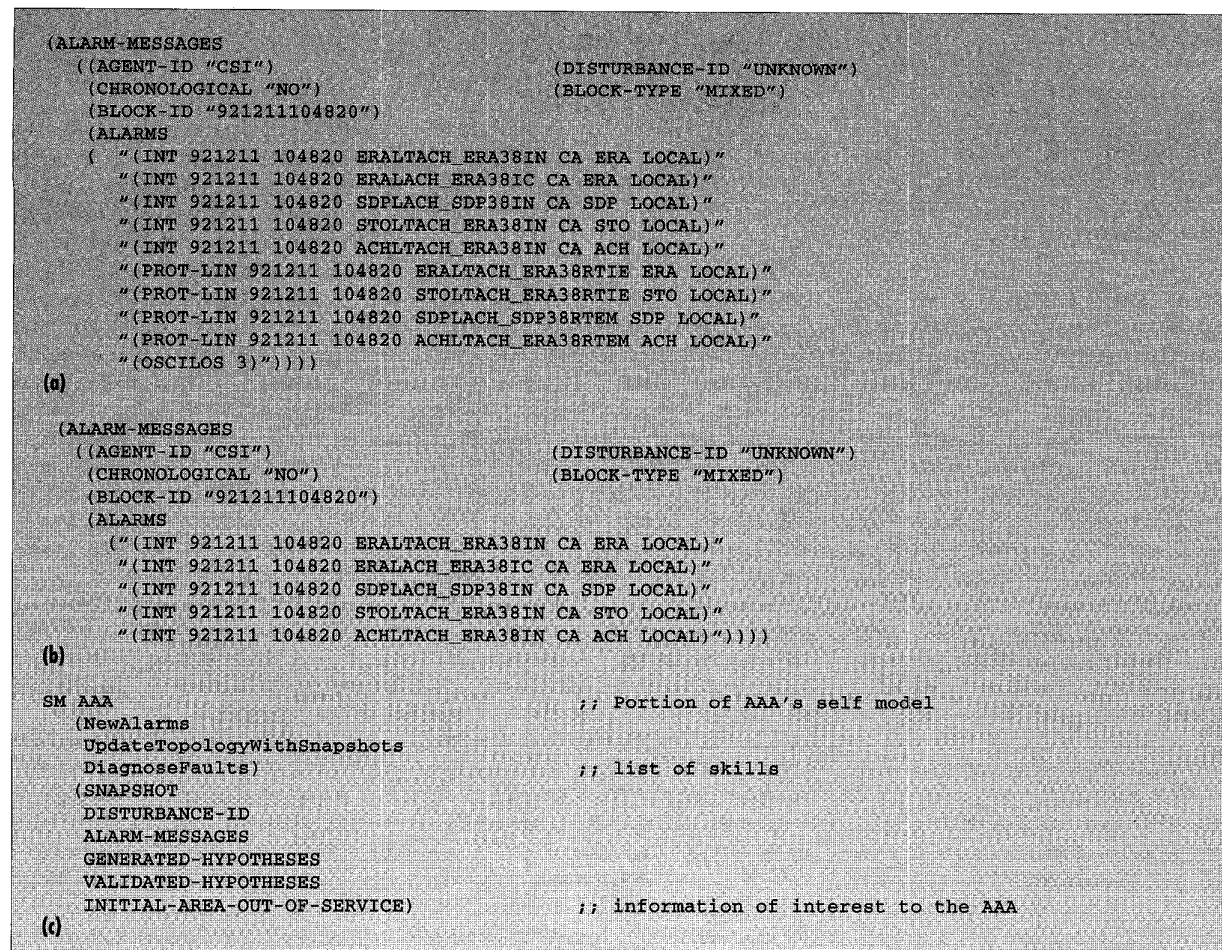 (ALARM-MESSAGES
((AGENT-ID "CSI") (DISTURBANCE-ID "UNKNOWN")
(CHRONOLOGICAL "NO") (BLOCK-TYPE "MIXED")
(BLOCK-ID "921211104820")
(ALARMS
( "(INT 921211 104820 ERALTACH_ERA38IN CA ERA LOCAL)"
"(INT 921211 104820 ERALACH_ERA38IC CA ERA LOCAL)"
"(INT 921211 104820 SDPLACH_SDP38IN CA SDP LOCAL)"
"(INT 921211 104820 STOLTACH_ERA38IN CA STO LOCAL)"
"(INT 921211 104820 ACHLTACH_ERA38IN CA ACH LOCAL)"
"(PROT-LIN 921211 104820 ERALTACH_ERA38RTIE ERA LOCAL)"
"(PROT-LIN 921211 104820 STOLTACH_ERA38RTIE STO LOCAL)"
"(PROT-LIN 921211 104820 SDPLACH_SDP38RTEM SDP LOCAL)"
"(PROT-LIN 921211 104820 ACHLTACH_ERA38RTEM ACH LOCAL)"
"(OSCILOS 3)"))))
(a)
(ALARM-MESSAGES
((AGENT-ID "CSI") (DISTURBANCE-ID "UNKNOWN")
(CHRONOLOGICAL "NO") (BLOCK-TYPE "MIXED")
(BLOCK-ID "921211104820")
(ALARMS
("(INT 921211 104820 ERALTACH_ERA38IN CA ERA LOCAL)"
"(INT 921211 104820 ERALACH_ERA38IC CA ERA LOCAL)"
"(INT 921211 104820 SDPLACH_SDP38IN CA SDP LOCAL)"
"(INT 921211 104820 STOLTACH_ERA38IN CA STO LOCAL)"
"(INT 921211 104820 ACHLTACH_ERA38IN CA ACH LOCAL)"))))
(b)
SM AAA ;; Portion of AAA's self model
(NewAlarms
UpdateTopologyWithSnapshots
DiagnoseFaults) ;; list of skills
(SNAPSHOT
DISTURBANCE-ID
ALARM-MESSAGES
GENERATED-HYPOTHESES
VALIDATED-HYPOTHESES
INITIAL-AREA-OUT-OF-SERVICE) ;; information of interest to the AAA
(c)